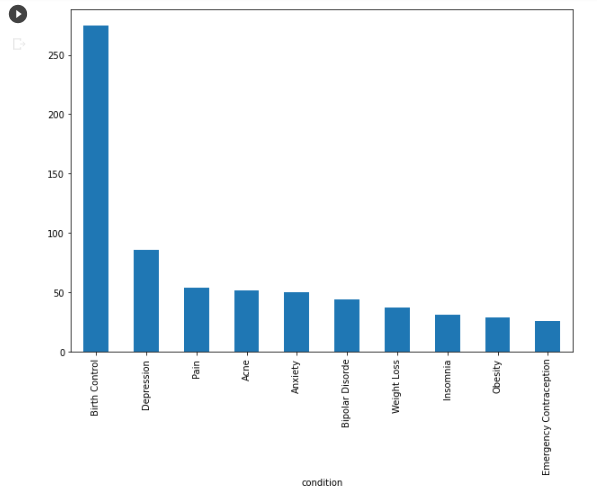 250
200
150
100
50
0
Birth Control
Depression
Pain
Acne
Anxiety
Bipolar Disorde
Weight Loss
Insomnia
Obesity
Emergency Contraception
condition